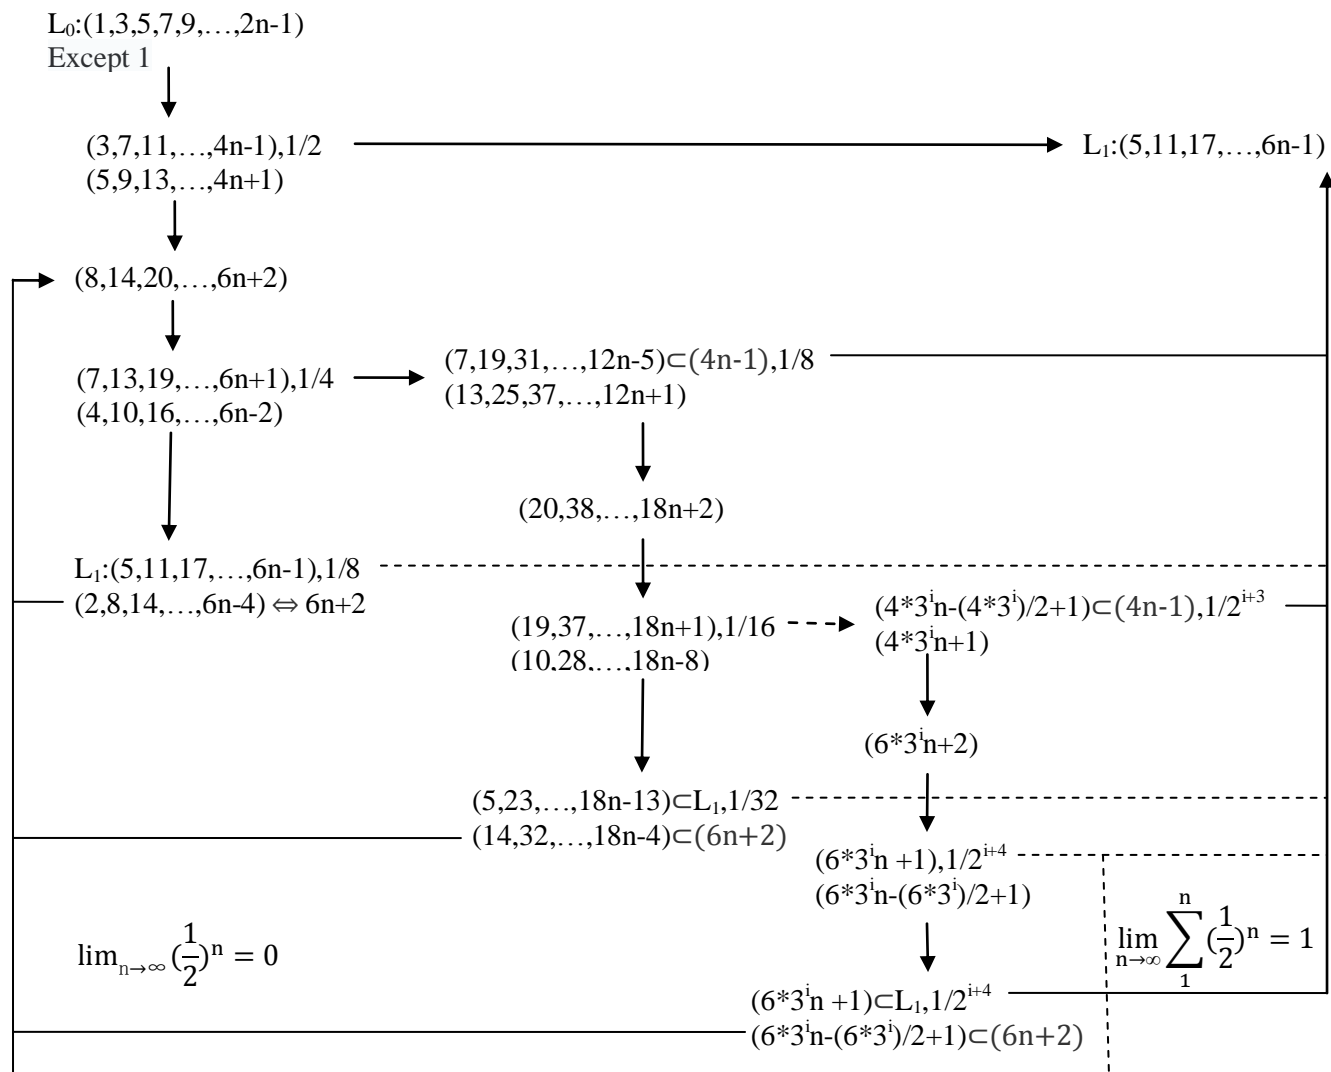 L₀:(1,3,5,7,9,…,2n-1)
Except 1
(3,7,11,…,4n-1),1/2
L₁:(5,11,17,…,6n-1)
(5,9,13,…,4n+1)
(8,14,20,…,6n+2)
(7,19,31,…,12n-5)⊂(4n-1),1/8
(7,13,19,…,6n+1),1/4
(13,25,37,…,12n+1)
(4,10,16,…,6n-2)
(20,38,…,18n+2)
L₁:(5,11,17,…,6n-1),1/8
(2,8,14,…,6n-4) ⇔ 6n+2
(4*3ⁱn-(4*3ⁱ)/2+1)⊂(4n-1),1/2ⁱ⁺³
(19,37,…,18n+1),1/16
(4*3ⁱn+1)
(10,28,…,18n-8)
(6*3ⁱn+2)
(5,23,…,18n-13)⊂L₁,1/32
(14,32,…,18n-4)⊂(6n+2)
(6*3ⁱn +1),1/2ⁱ⁺⁴
(6*3ⁱn-(6*3ⁱ)/2+1)
lim n→∞ (1/2)ⁿ = 0
lim n→∞ ∑ 1 n (1/2)ⁿ = 1
(6*3ⁱn +1)⊂L₁,1/2ⁱ⁺⁴
(6*3ⁱn-(6*3ⁱ)/2+1)⊂(6n+2)